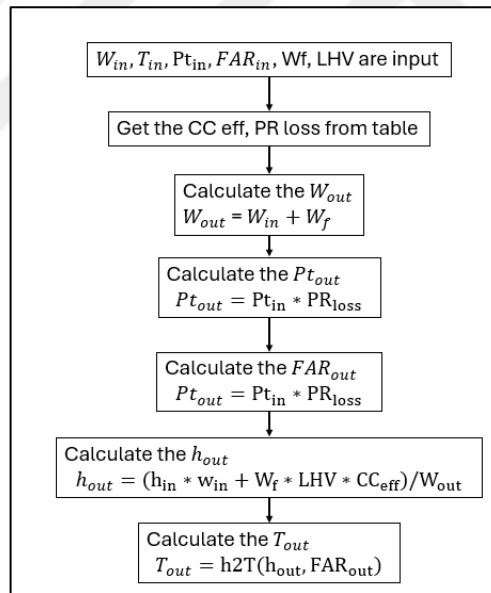 W_in, T_in, Pt_in, FAR_in, Wf, LHV are input
Get the CC eff, PR loss from table
Calculate the W_out
W_out = W_in + W_f
Calculate the Pt_out
Pt_out = Pt_in * PR_loss
Calculate the FAR_out
Pt_out = Pt_in * PR_loss
Calculate the h_out
h_out = (h_in * w_in + W_f * LHV * CC_eff)/W_out
Calculate the T_out
T_out = h2T(h_out, FAR_out)